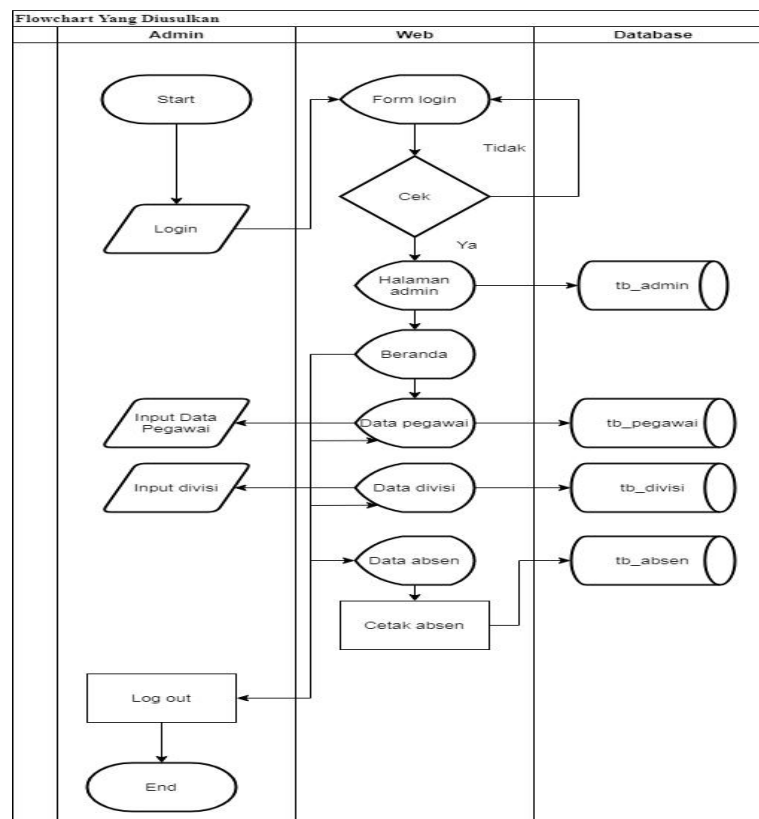 Flowchart Yang Diusulkan
Admin
Web
Database
Start
Form login
Tidak
Cek
Login
Ya
Halaman
admin
tb_admin
Beranda
Input Data
Pegawai
Data pegawai
tb_pegawai
Input divisi
Data divisi
tb_divisi
Data absen
tb_absen
Cetak absen
Log out
End